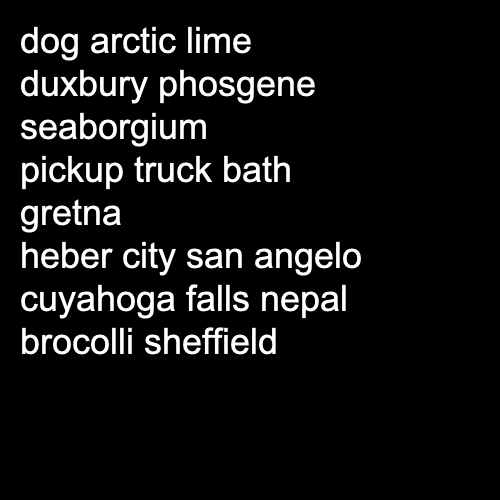 dog arctic lime
duxbury phosgene
seaborgium
pickup truck bath
gretna
heber city san angelo
cuyahoga falls nepal
brocolli sheffield